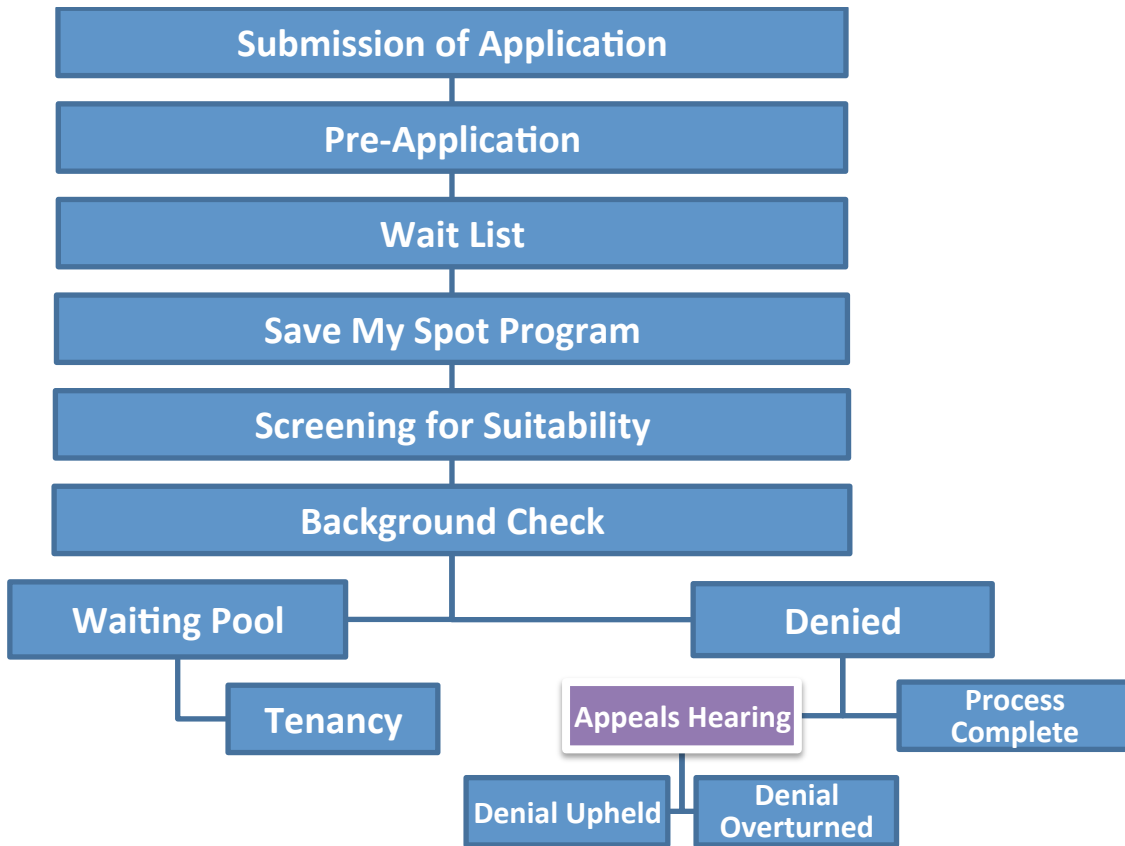 Submission of Application
Pre-Application
Wait List
Save My Spot Program
Screening for Suitability
Background Check
Waiting Pool
Denied
Tenancy
Appeals Hearing
Process
Complete
Denial Upheld
Denial
Overturned